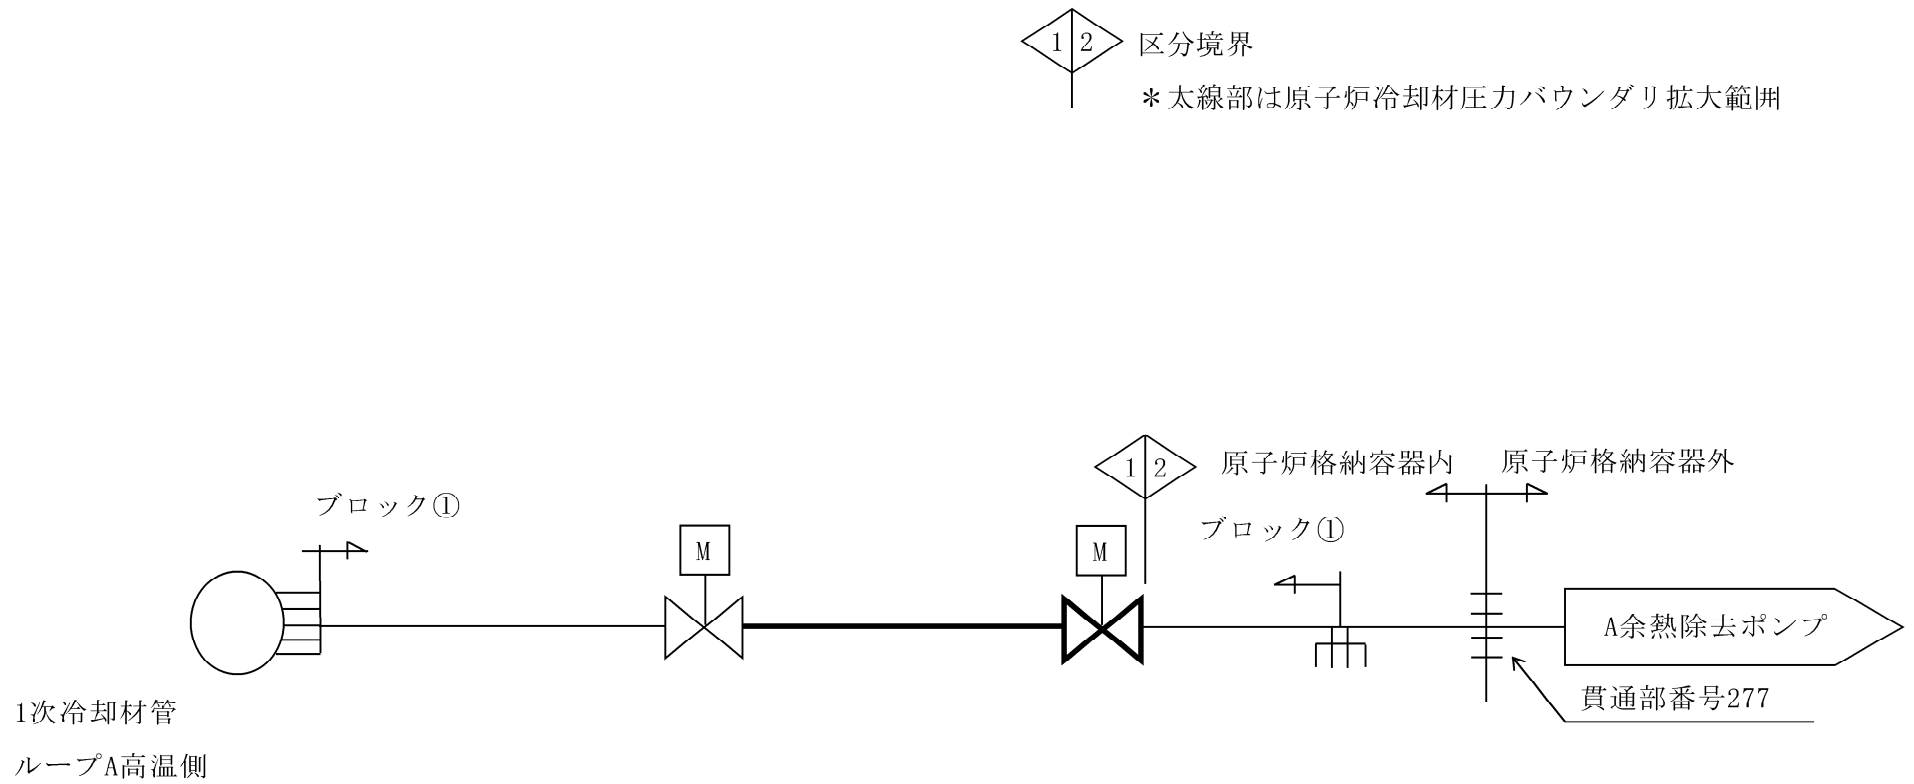 1 2 区分境界
＊太線部は原子炉冷却材圧力バウンダリ拡大範囲
1 2 原子炉格納容器内 原子炉格納容器外
ブロック①
ブロック①
M
M
A余熱除去ポンプ
貫通部番号277
1次冷却材管
ループA高温側